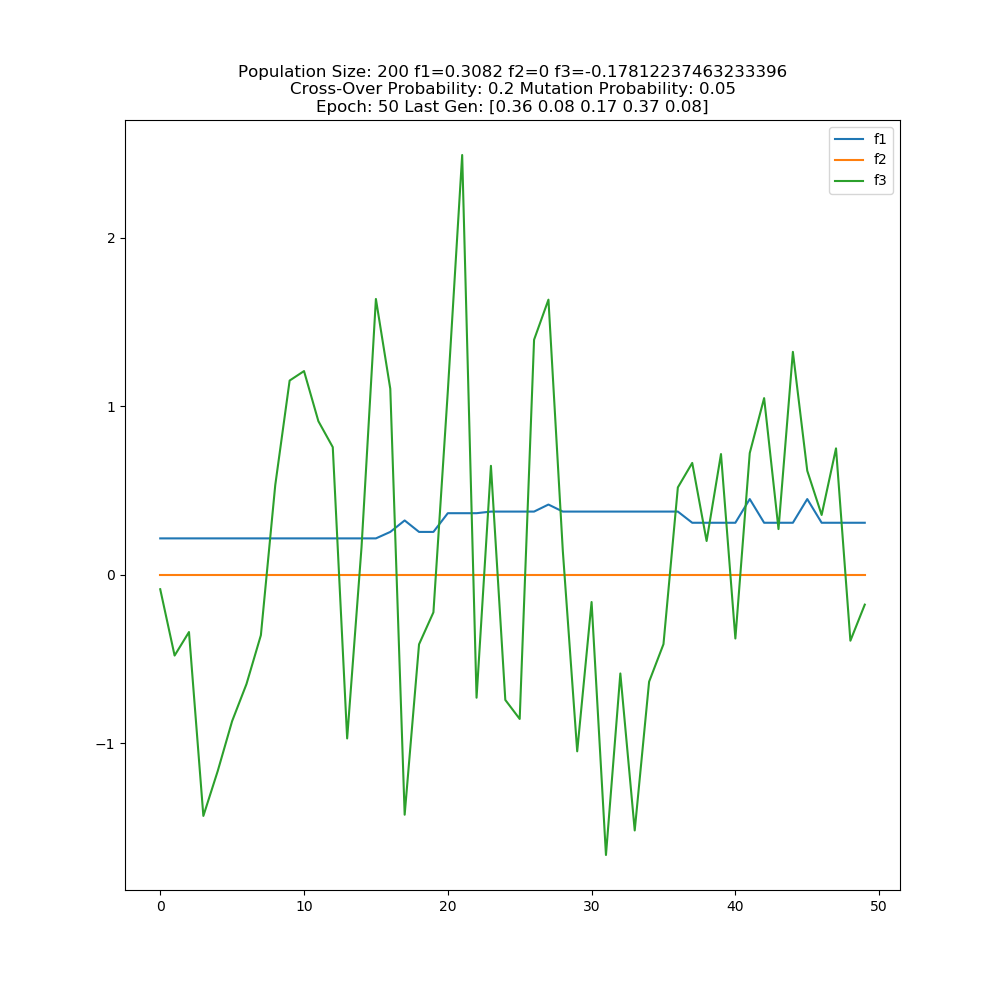 Population Size: 200 f1=0.3082 f2=0 f3=-0.17812237463233396
Cross-Over Probability: 0.2 Mutation Probability: 0.05
Epoch: 50 Last Gen: [0.36 0.08 0.17 0.37 0.08]
f1
f2
f3
2
1
0
−1
0 10 20 30 40 50